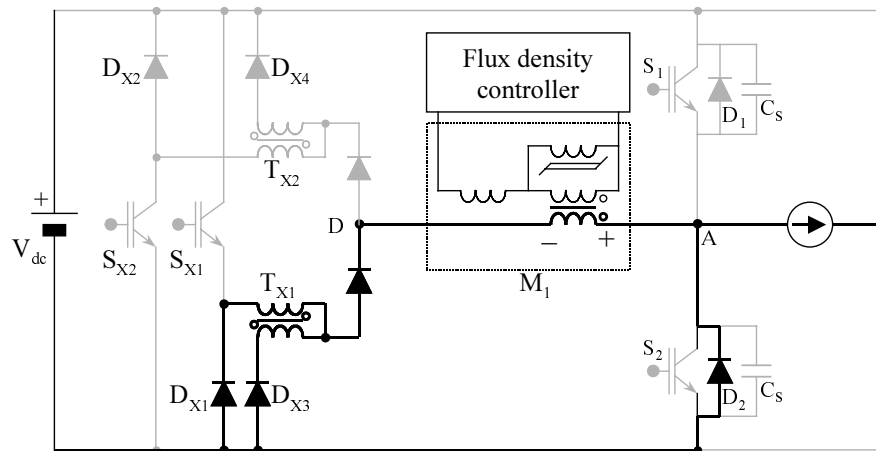 D_X2
D_X4
Flux density
controller
S_1
D_1
C_S
T_X2
+
V_dc
S_X2
S_X1
D
− +
A
T_X1
M_1
D_X1
D_X3
S_2
D_2
C_S